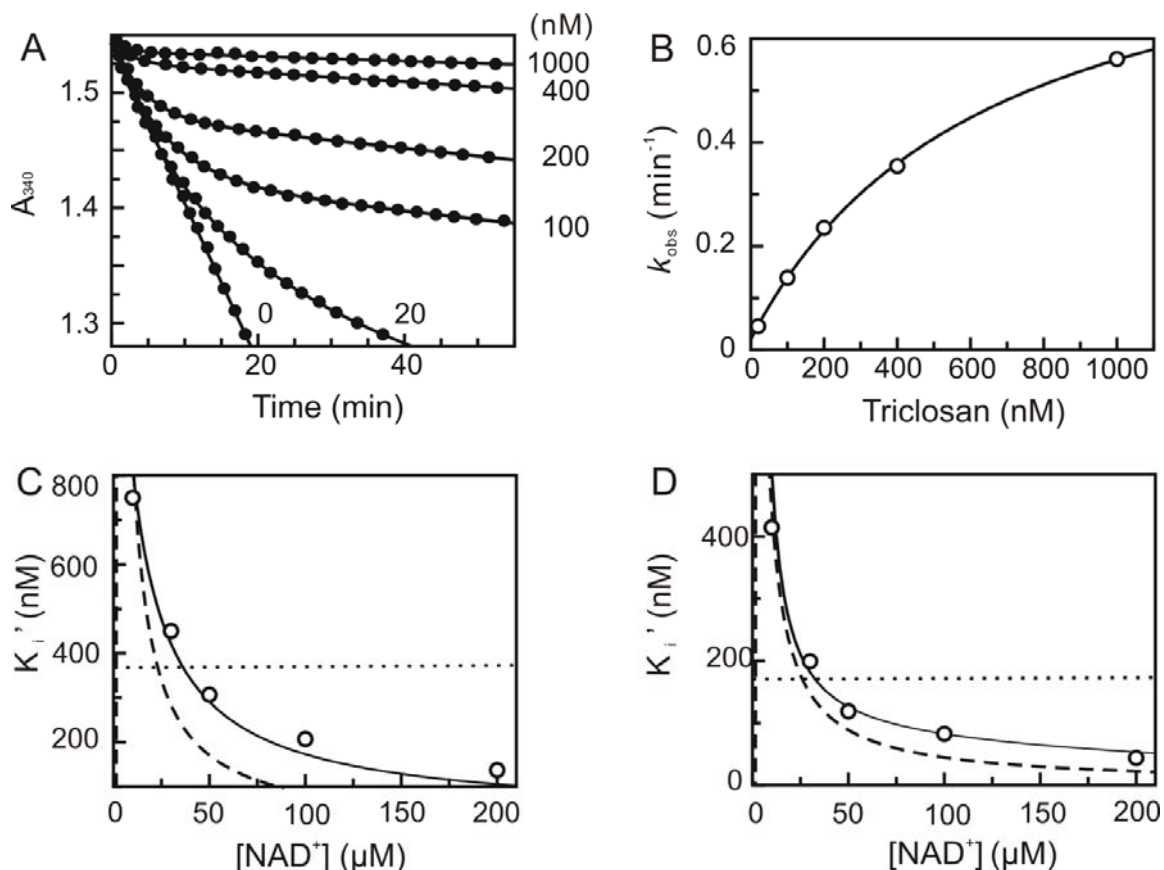 A
A340
1.5
1.4
1.3
0
20
40
Time (min)
0
20
(nM)
1000
400
200
100
B
kobs (min-1)
0.6
0.4
0.2
0
0 200 400 600 800 1000
Triclosan (nM)
C
Ki' (nM)
800
600
400
200
0 50 100 150 200
[NAD+] (µM)
D
Ki' (nM)
400
200
0
0 50 100 150 200
[NAD+] (µM)